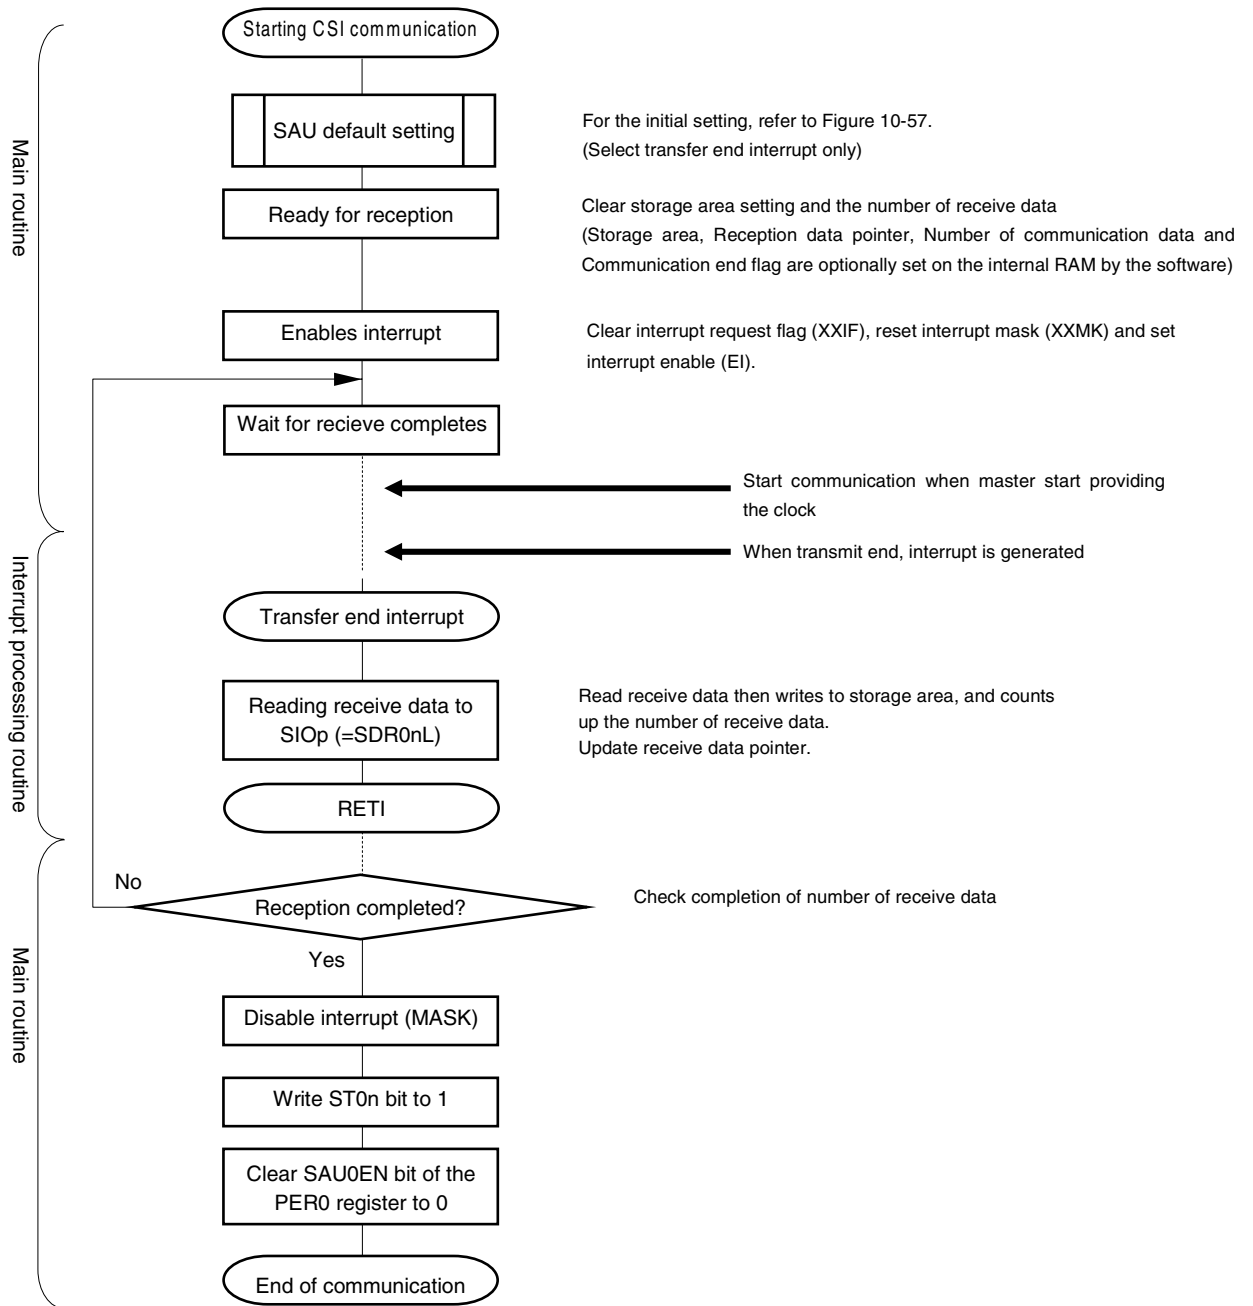 Starting CSI communication
Main routine
SAU default setting
For the initial setting, refer to Figure 10-57.
(Select transfer end interrupt only)
Ready for reception
Clear storage area setting and the number of receive data
(Storage area, Reception data pointer, Number of communication data and
Communication end flag are optionally set on the internal RAM by the software)
Enables interrupt
Clear interrupt request flag (XXIF), reset interrupt mask (XXMK) and set
interrupt enable (EI).
Wait for recieve completes
Start communication when master start providing
the clock
When transmit end, interrupt is generated
Interrupt processing routine
Transfer end interrupt
Reading receive data to
SIOp (=SDR0nL)
Read receive data then writes to storage area, and counts
up the number of receive data.
Update receive data pointer.
RETI
No
Reception completed?
Check completion of number of receive data
Yes
Main routine
Disable interrupt (MASK)
Write ST0n bit to 1
Clear SAU0EN bit of the
PER0 register to 0
End of communication